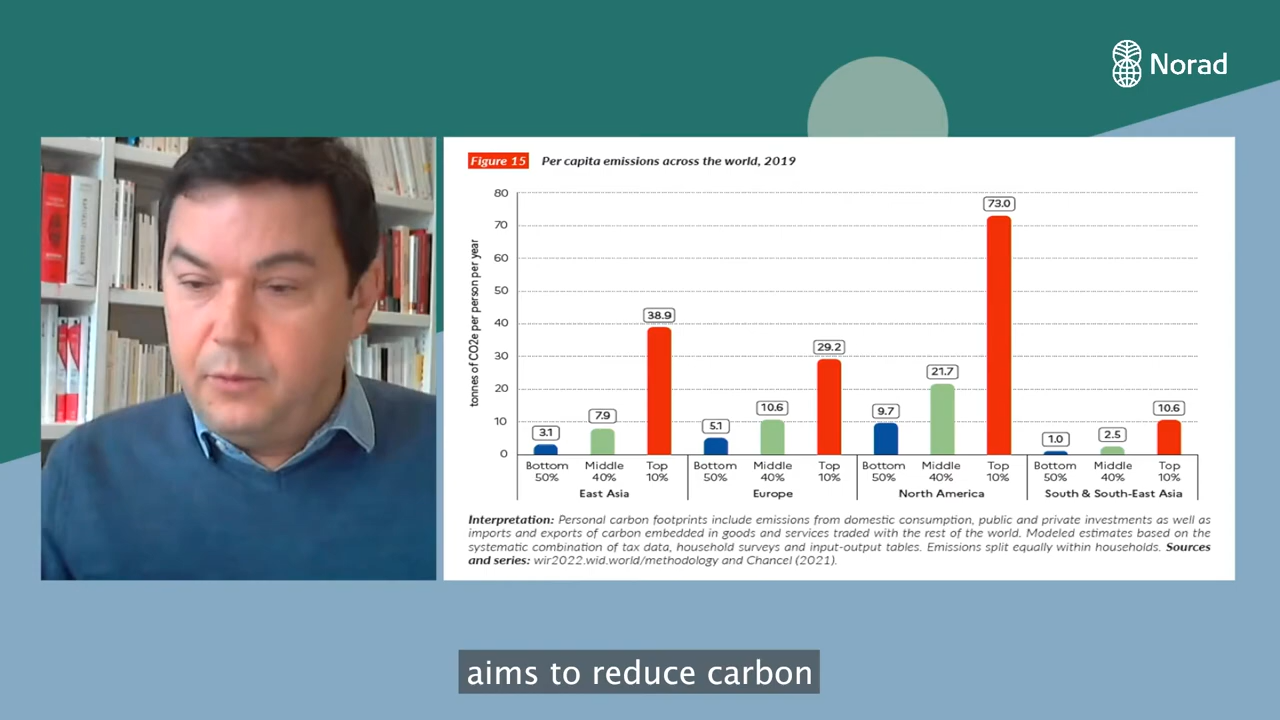 Norad
Figure 15 Per capita emissions across the world, 2019
tonnes of CO2e per person per year
80
70
60
50
40
30
20
10
0
3.1
7.9
38.9
5.1
10.6
29.2
9.7
21.7
73.0
1.0
2.5
10.6
Bottom 50%
Middle 40%
Top 10%
Bottom 50%
Middle 40%
Top 10%
Bottom 50%
Middle 40%
Top 10%
Bottom 50%
Middle 40%
Top 10%
East Asia
Europe
North America
South & South-East Asia
Interpretation: Personal carbon footprints include emissions from domestic consumption, public and private investments as well as
imports and exports of carbon embedded in goods and services traded with the rest of the world. Modeled estimates based on the
systematic combination of tax data, household surveys and input-output tables. Emissions split equally within households. Sources
and series: wir2022.wid.world/methodology and Chancel (2021).
aims to reduce carbon